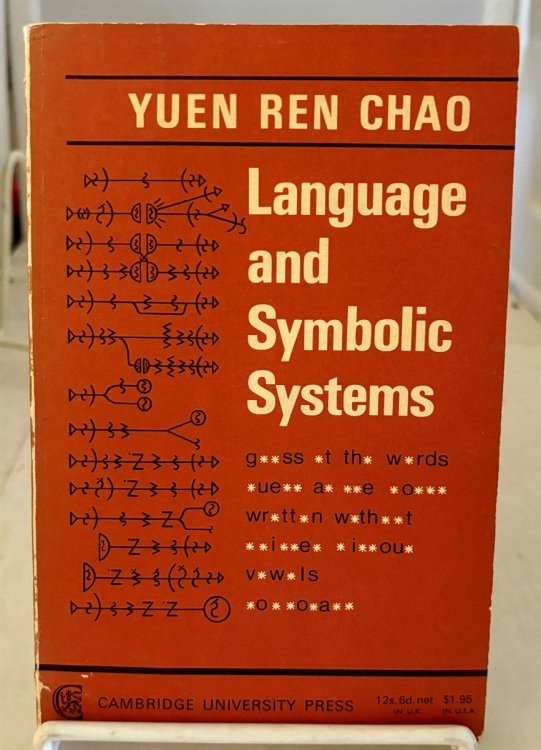 YUEN REN CHAO
Language
and
Symbolic
Systems
g**ss *t th* w*rds
*ue** a* **e *o***
wr*tt*n w*th**t
**i**e* *i**ou*
v*w*ls
*o**o*a**
CAMBRIDGE UNIVERSITY PRESS
12s. 6d. net $1.95
IN U.K. IN U.S.A.